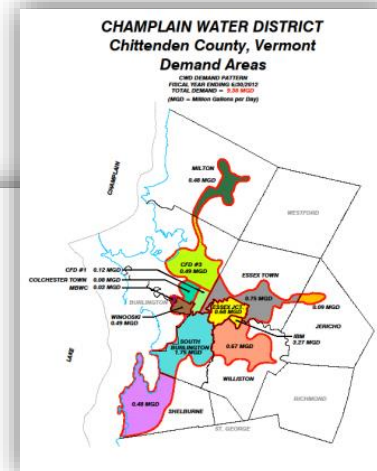 CHAMPLAIN WATER DISTRICT
Chittenden County, Vermont
Demand Areas
CWD DEMAND PATTERN
FISCAL YEAR ENDING 6/30/2012
TOTAL DEMAND = MGD
(MGD = Million Gallons per Day)
CHAMPLAIN
MILTON
0.48 MGD
WESTFORD
CFD #3
0.49 MGD
CFD #1 0.12 MGD
COLCHESTER TOWN 0.08 MGD
MBWC 0.02 MGD
ESSEX TOWN
0.75 MGD
BURLINGTON
ESSEX JCT
0.68 MGD
0.09 MGD
WINOOSKI
0.49 MGD
JERICHO
IBM
3.27 MGD
SOUTH
BURLINGTON
1.75 MGD
0.67 MGD
LAKE
WILLISTON
RICHMOND
0.48 MGD
SHELBURNE
ST. GEORGE